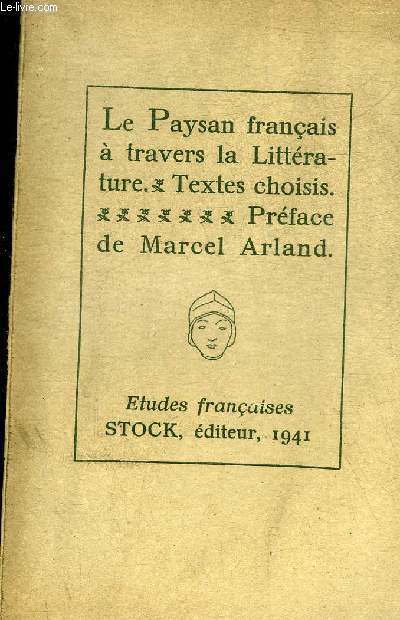 Le-livre.com
Le Paysan français
à travers la Littéra-
ture. Textes choisis.
Préface
de Marcel Arland.
Etudes françaises
STOCK, éditeur, 1941